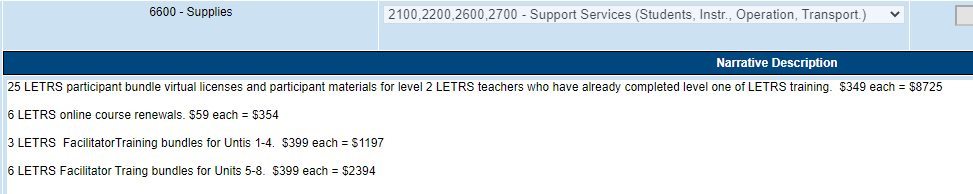 6600 - Supplies
2100,2200,2600,2700 - Support Services (Students, Instr., Operation, Transport.)
Narrative Description
25 LETRS participant bundle virtual licenses and participant materials for level 2 LETRS teachers who have already completed level one of LETRS training.  $349 each = $8725
6 LETRS online course renewals. $59 each = $354
3 LETRS  FacilitatorTraining bundles for Untis 1-4.  $399 each = $1197
6 LETRS Facilitator Traing bundles for Units 5-8.  $399 each = $2394